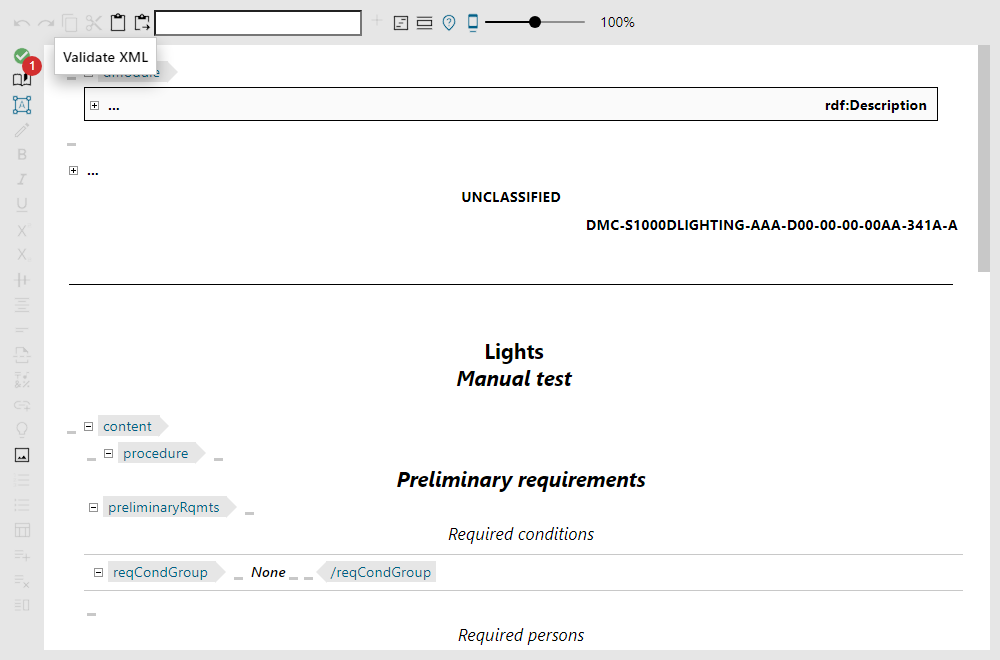 100%
Validate XML
1
dmodule
... rdf:Description
...
UNCLASSIFIED
DMC-S1000DLIGHTING-AAA-D00-00-00-00AA-341A-A
Lights
Manual test
content
procedure
Preliminary requirements
preliminaryRqmts
Required conditions
reqCondGroup None /reqCondGroup
Required persons